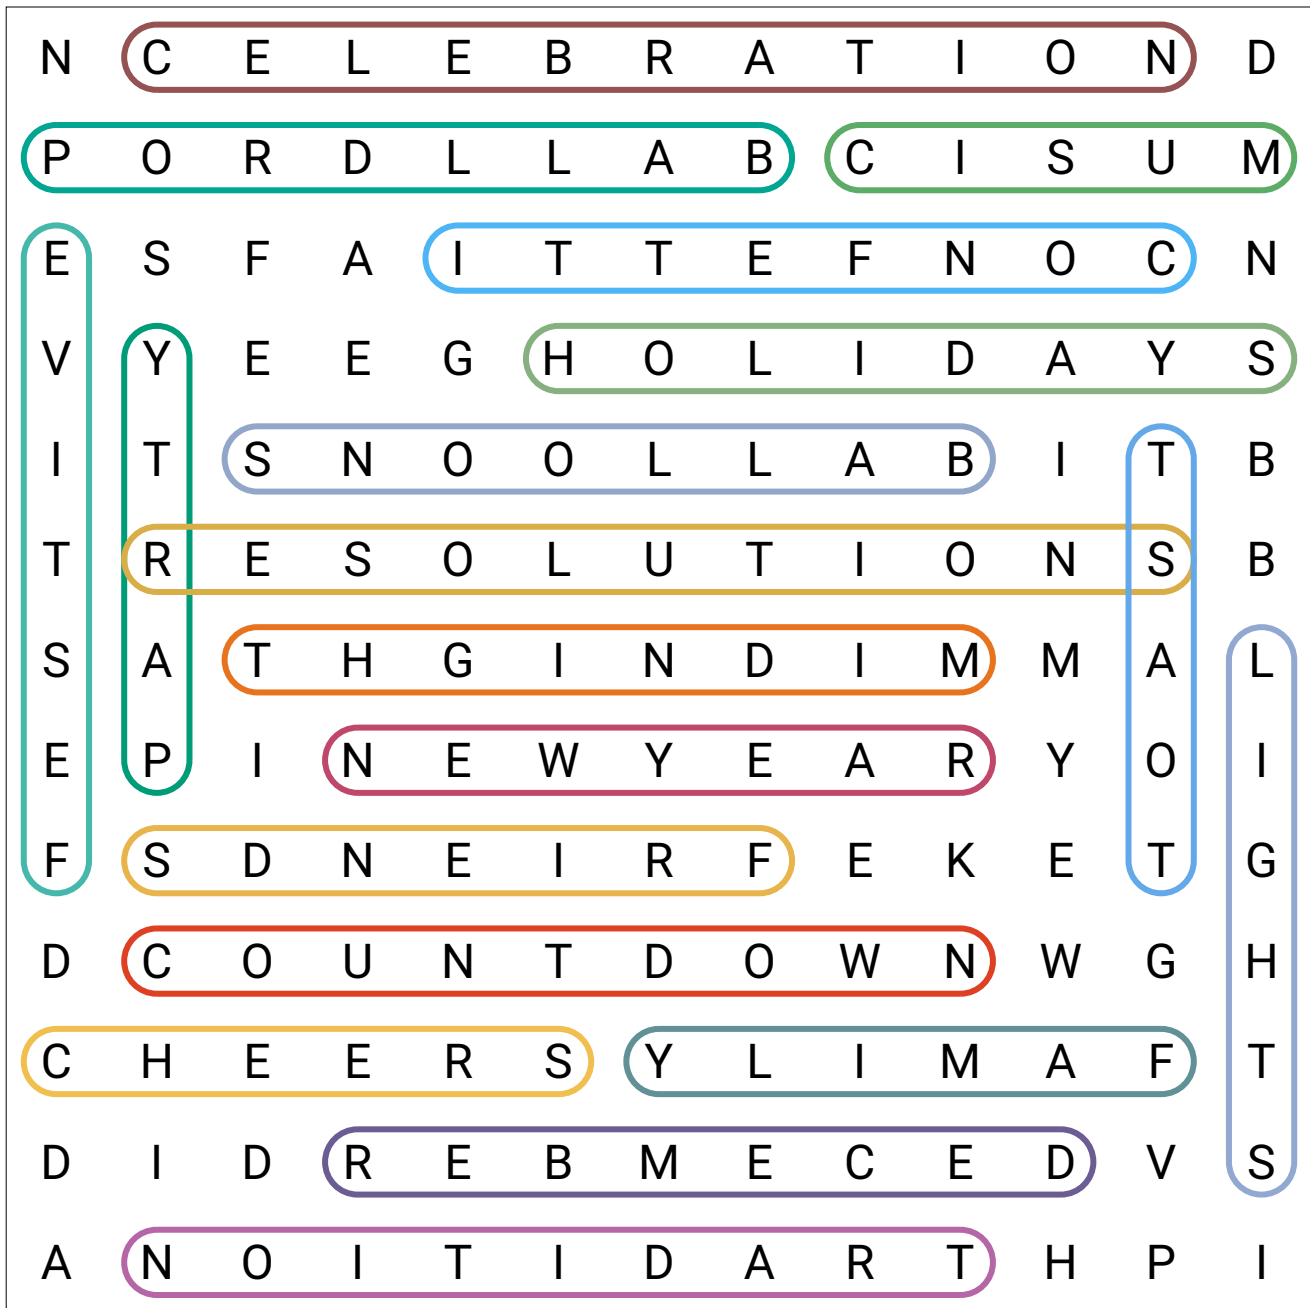 N C E L E B R A T I O N D
P O R D L L A B C I S U M
E S F A I T T E F N O C N
V Y E E G H O L I D A Y S
I T S N O O L L A B I T B
T R E S O L U T I O N S B
S A T H G I N D I M M A L
E P I N E W Y E A R Y O I
F S D N E I R F E K E T G
D C O U N T D O W N W G H
C H E E R S Y L I M A F T
D I D R E B M E C E D V S
A N O I T I D A R T H P I